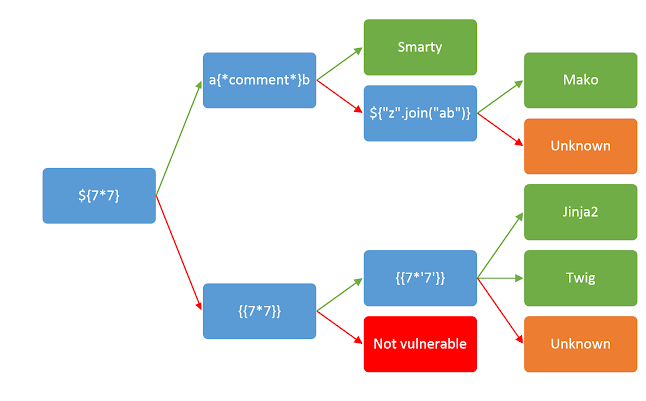 ${7*7}
a{*comment*}b
Smarty
${"z".join("ab")}
Mako
Unknown
{{7*7}}
{{7*'7'}}
Jinja2
Twig
Unknown
Not vulnerable